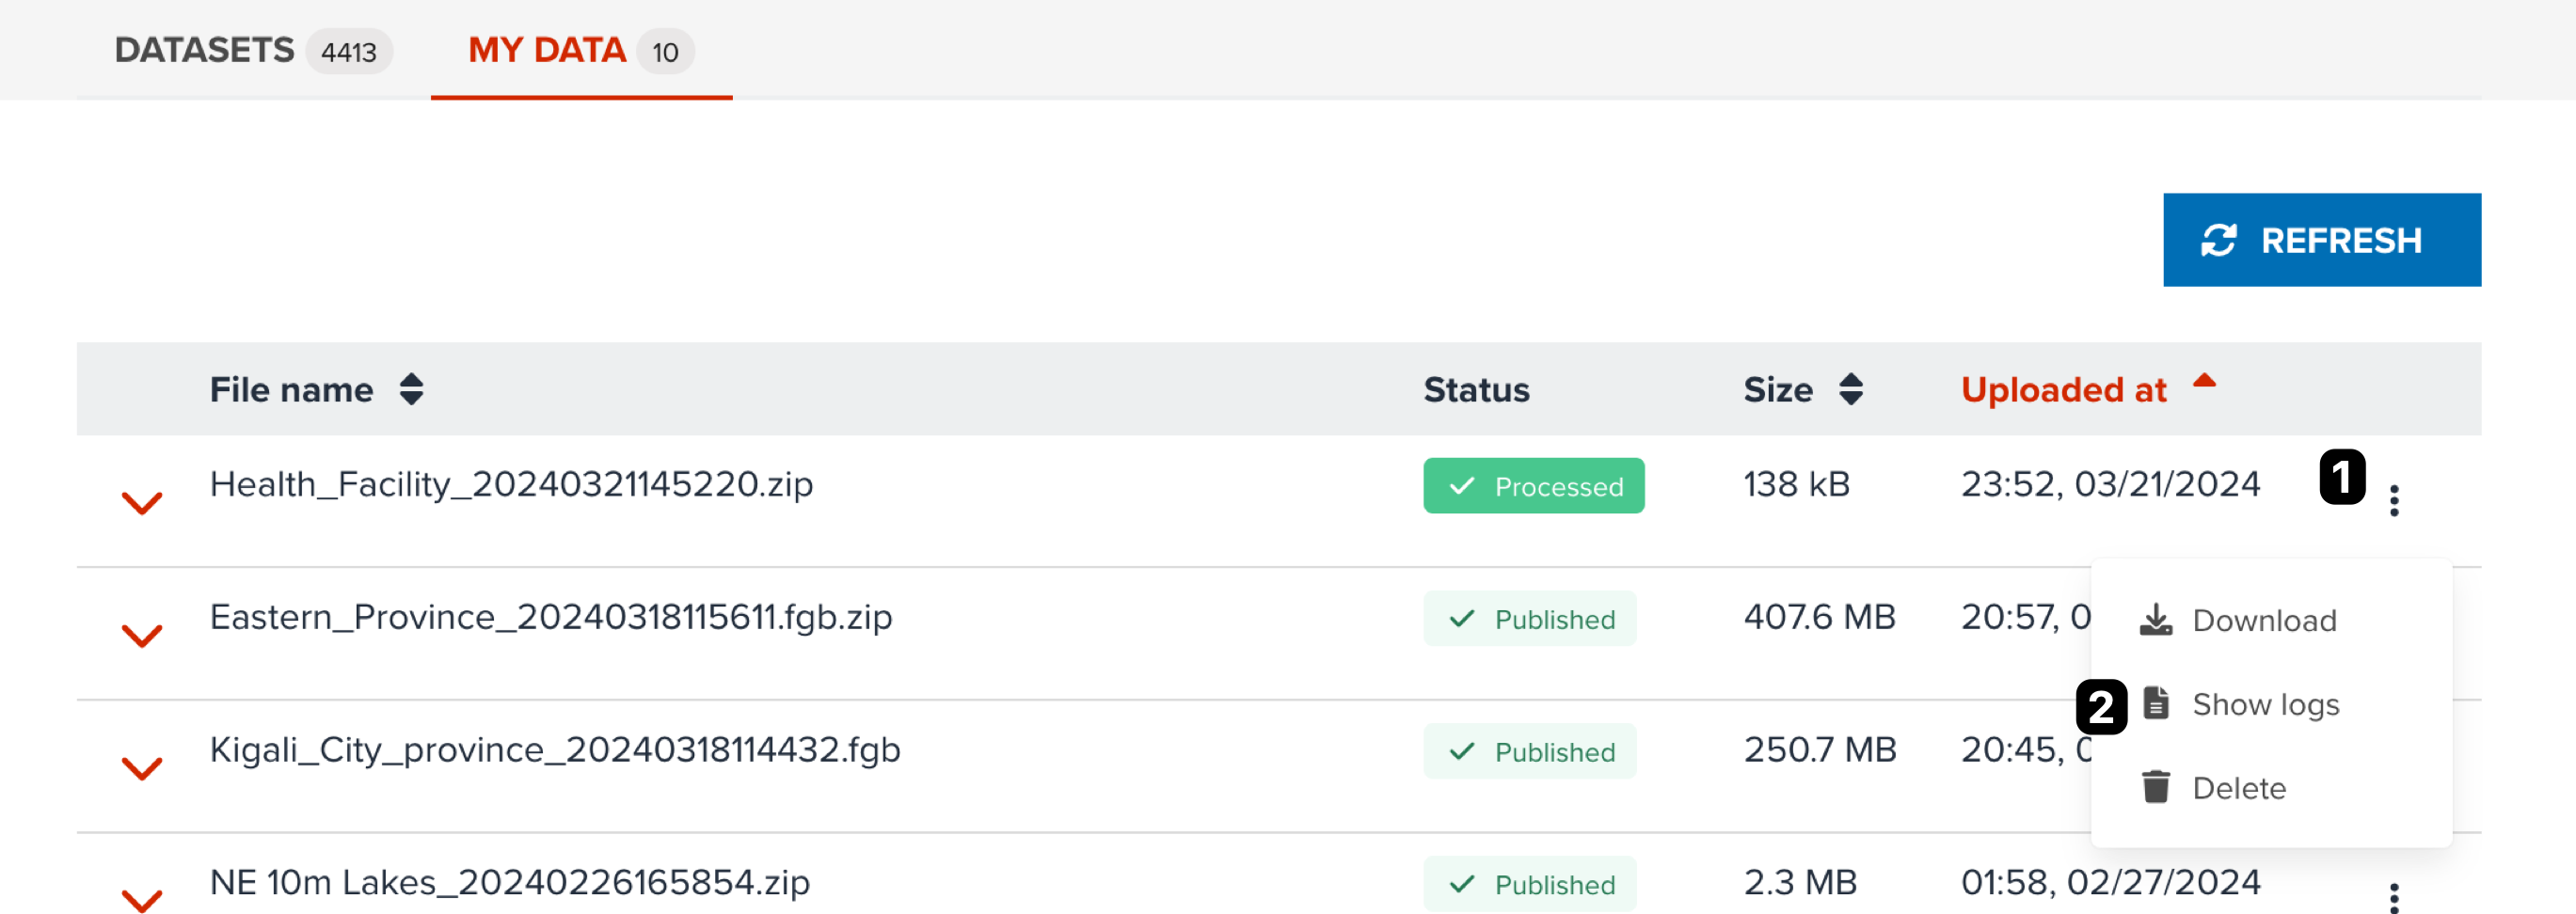 DATASETS 4413 MY DATA 10
REFRESH
File name Status Size Uploaded at
Health_Facility_20240321145220.zip Processed 138 kB 23:52, 03/21/2024 1
Eastern_Province_20240318115611.fgb.zip Published 407.6 MB 20:57, 0
Download
2 Show logs
Kigali_City_province_20240318114432.fgb Published 250.7 MB 20:45, 0
Delete
NE 10m Lakes_20240226165854.zip Published 2.3 MB 01:58, 02/27/2024